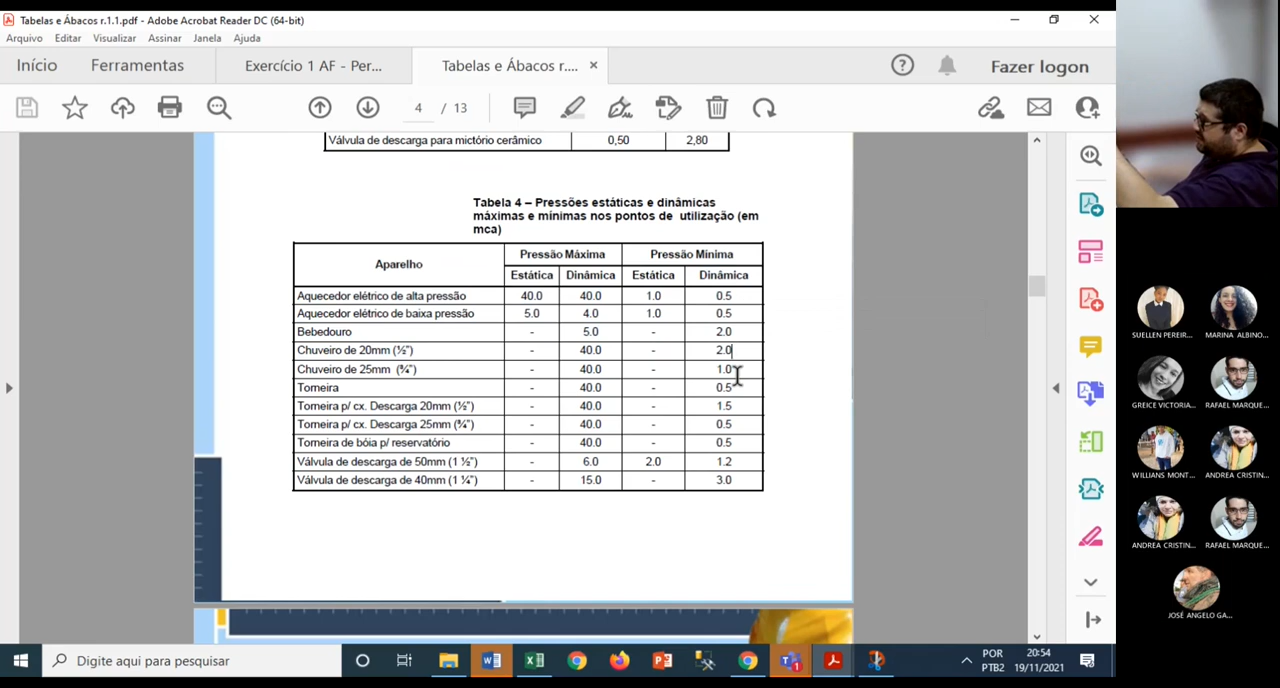 Tabelas e Ábacos r.1.1.pdf - Adobe Acrobat Reader DC (64-bit)
Arquivo Editar Visualizar Assinar Janela Ajuda
Início Ferramentas Exercício 1 AF - Per... Tabelas e Ábacos r.... × Fazer logon
4 / 13
Válvula de descarga para mictório cerâmico 0,50 2,80
Tabela 4 – Pressões estáticas e dinâmicas
máximas e mínimas nos pontos de utilização (em
mca)
Aparelho Pressão Máxima Pressão Mínima
Estática Dinâmica Estática Dinâmica
Aquecedor elétrico de alta pressão 40.0 40.0 1.0 0.5
Aquecedor elétrico de baixa pressão 5.0 4.0 1.0 0.5
Bebedouro - 5.0 - 2.0
Chuveiro de 20mm (½") - 40.0 - 2.0
Chuveiro de 25mm (¾") - 40.0 - 1.0
Torneira - 40.0 - 0.5
Torneira p/ cx. Descarga 20mm (½") - 40.0 - 1.5
Torneira p/ cx. Descarga 25mm (¾") - 40.0 - 0.5
Torneira de bóia p/ reservatório - 40.0 - 0.5
Válvula de descarga de 50mm (1 ½") - 6.0 2.0 1.2
Válvula de descarga de 40mm (1 ¼") - 15.0 - 3.0
SUELLEN PEREIR... MARINA ALBINO...
GREICE VICTORIA... RAFAEL MARQUE...
WILLIANS MONT... ANDREA CRISTIN...
ANDREA CRISTIN... RAFAEL MARQUE...
JOSÉ ANGELO GA...
Digite aqui para pesquisar
POR
PTB2
20:54
19/11/2021